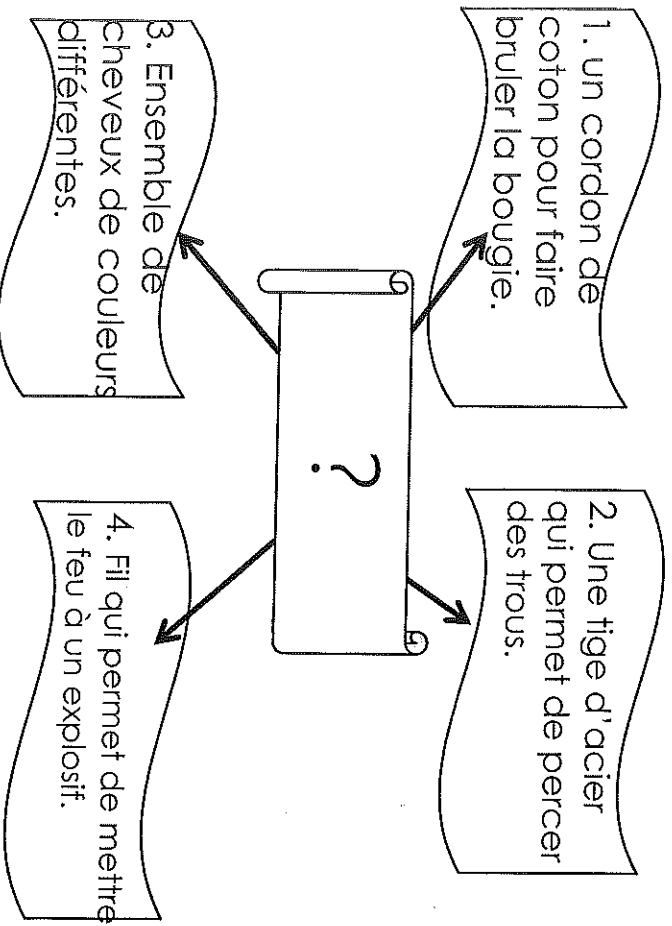 1. un cordon de
coton pour faire
bruler la bougie.
2. Une tige d'acier
qui permet de percer
des trous.
?
3. Ensemble de
cheveux de couleurs
différentes.
4. Fil qui permet de mettre
le feu à un explosif.